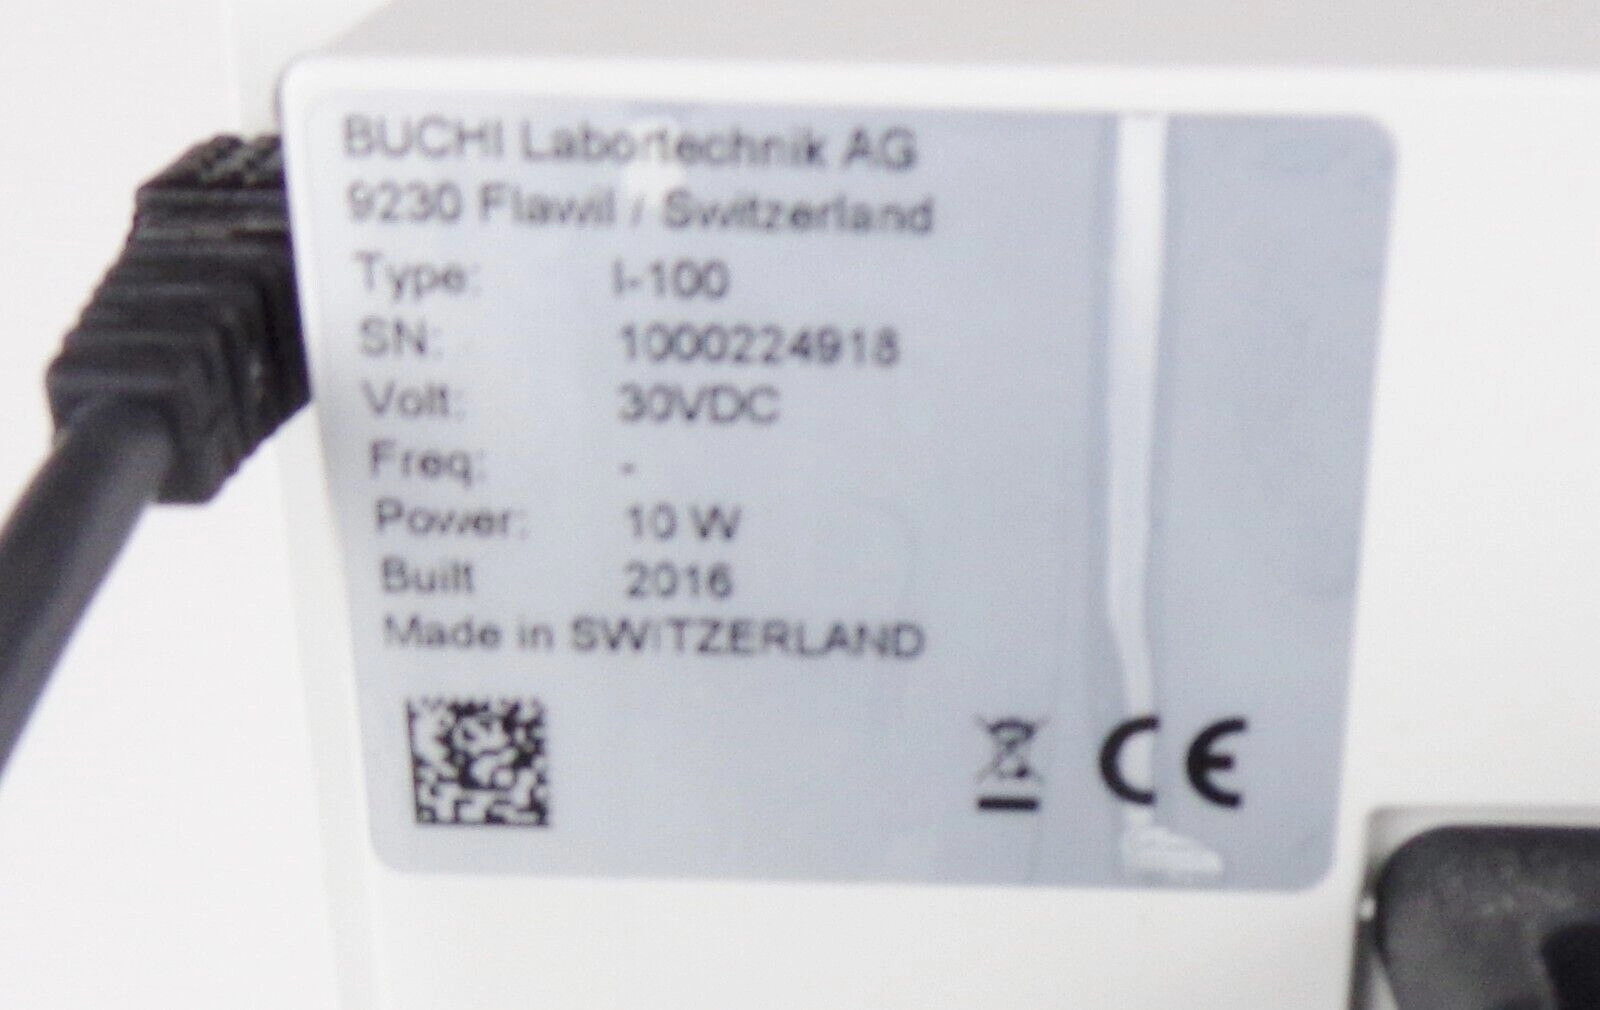 BUCHI Labortechnik AG
9230 Flawil / Switzerland
Type: I-100
SN: 1000224918
Volt: 30VDC
Freq: -
Power: 10 W
Built 2016
Made in SWITZERLAND
CE